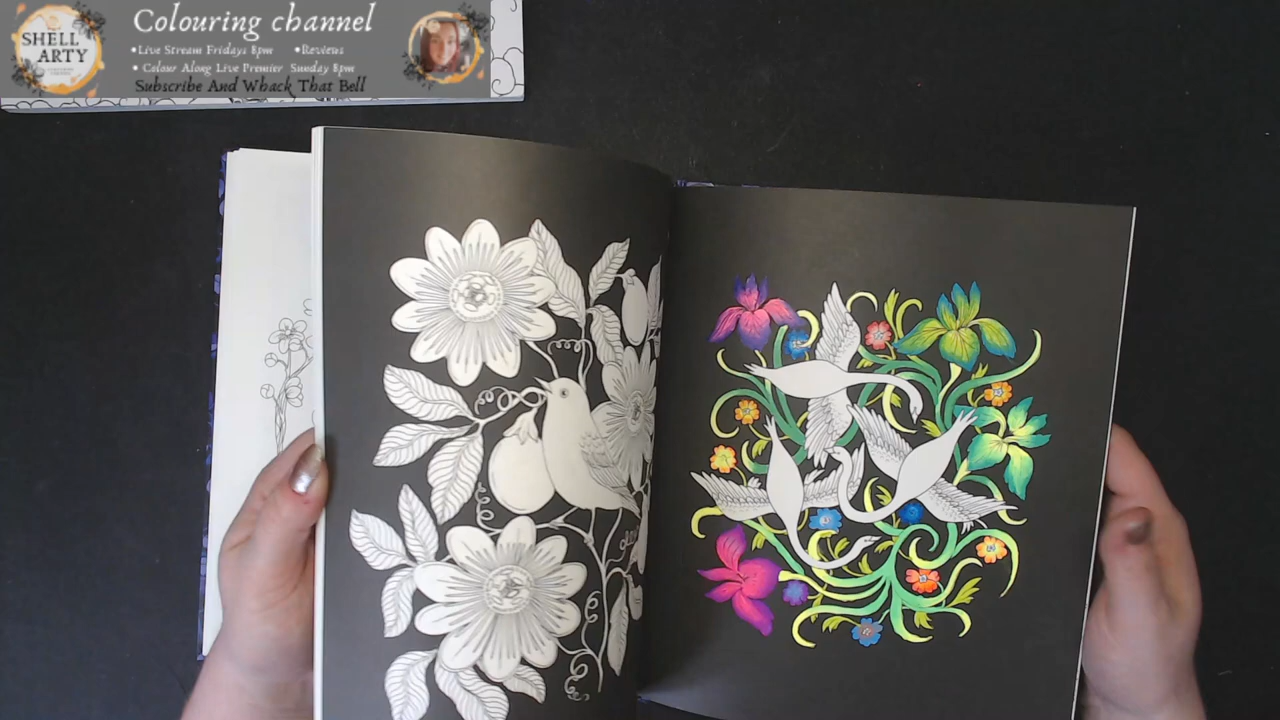 SHELL
ARTY
Colouring channel
•Live Stream Fridays 8pm •Reviews
• Colour Along Live Premier Sunday 8pm
Subscribe And Whack That Bell